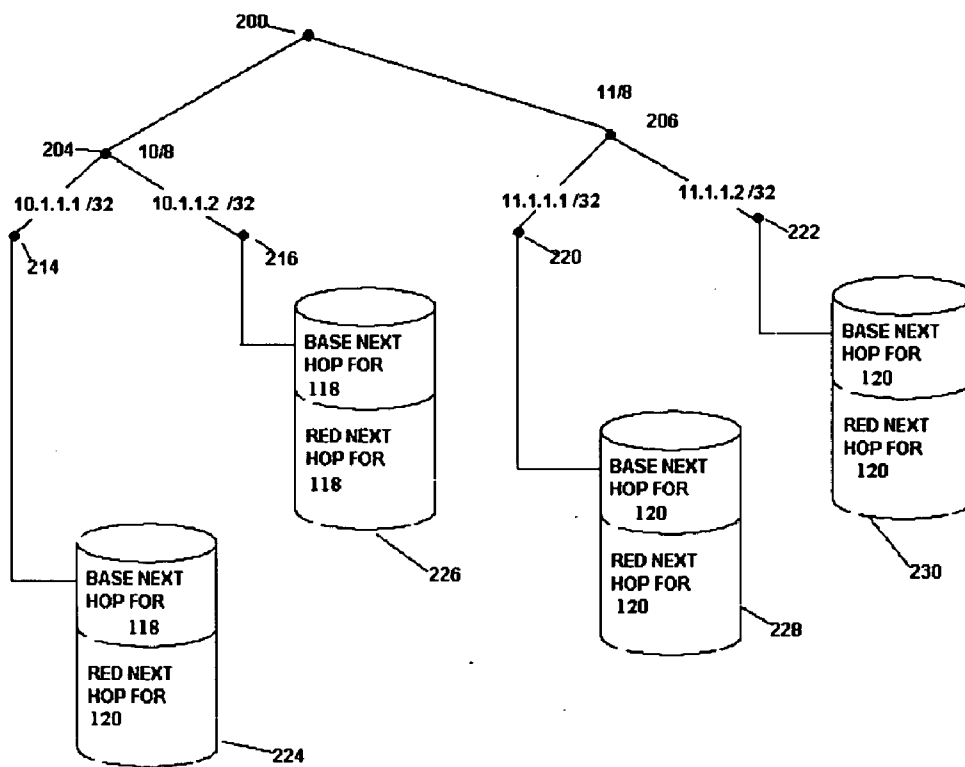 200
11/8
206
204
10/8
10.1.1.1 /32
10.1.1.2 /32
11.1.1.1 /32
11.1.1.2 /32
214
216
220
222
BASE NEXT
HOP FOR
118
RED NEXT
HOP FOR
118
226
BASE NEXT
HOP FOR
120
RED NEXT
HOP FOR
120
230
BASE NEXT
HOP FOR
120
RED NEXT
HOP FOR
120
228
BASE NEXT
HOP FOR
118
RED NEXT
HOP FOR
120
224